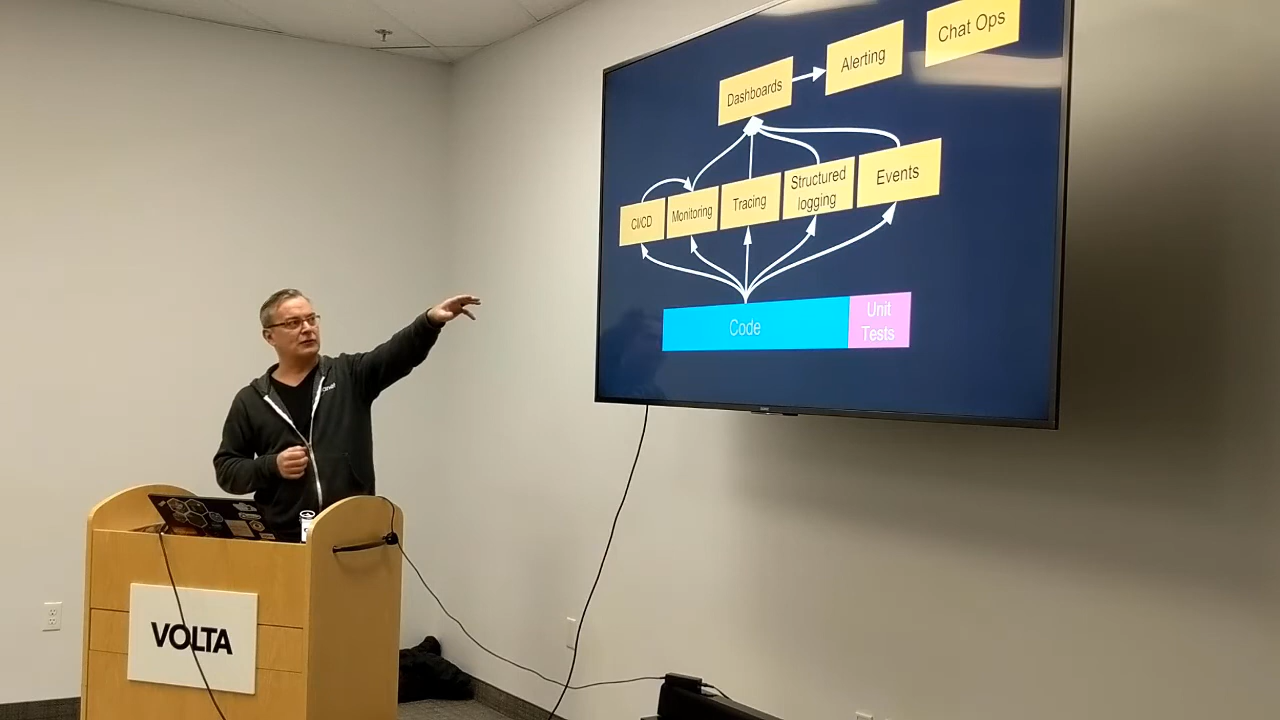 Chat Ops
Alerting
Dashboards
CI/CD
Monitoring
Tracing
Structured
logging
Events
Code
Unit
Tests
VOLTA